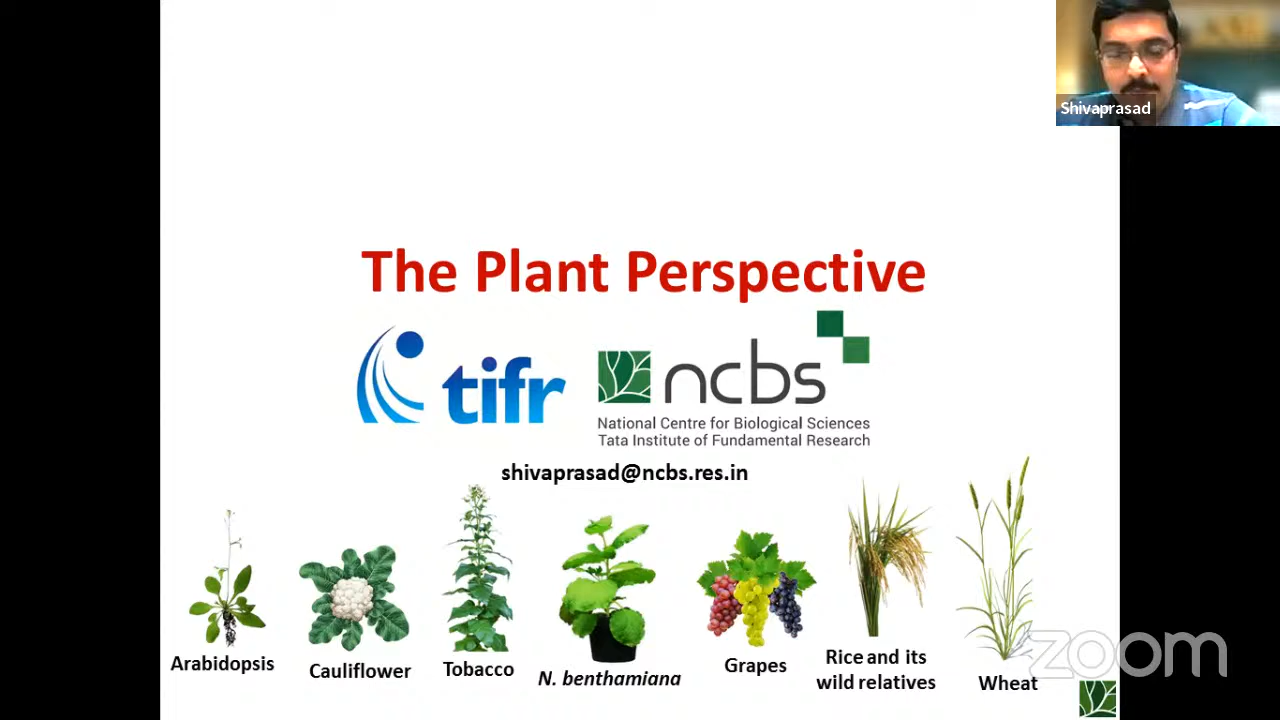 Shivaprasad
The Plant Perspective
tifr
ncbs
National Centre for Biological Sciences
Tata Institute of Fundamental Research
shivaprasad@ncbs.res.in
Arabidopsis
Cauliflower
Tobacco
N. benthamiana
Grapes
Rice and its
wild relatives
Wheat
zoom